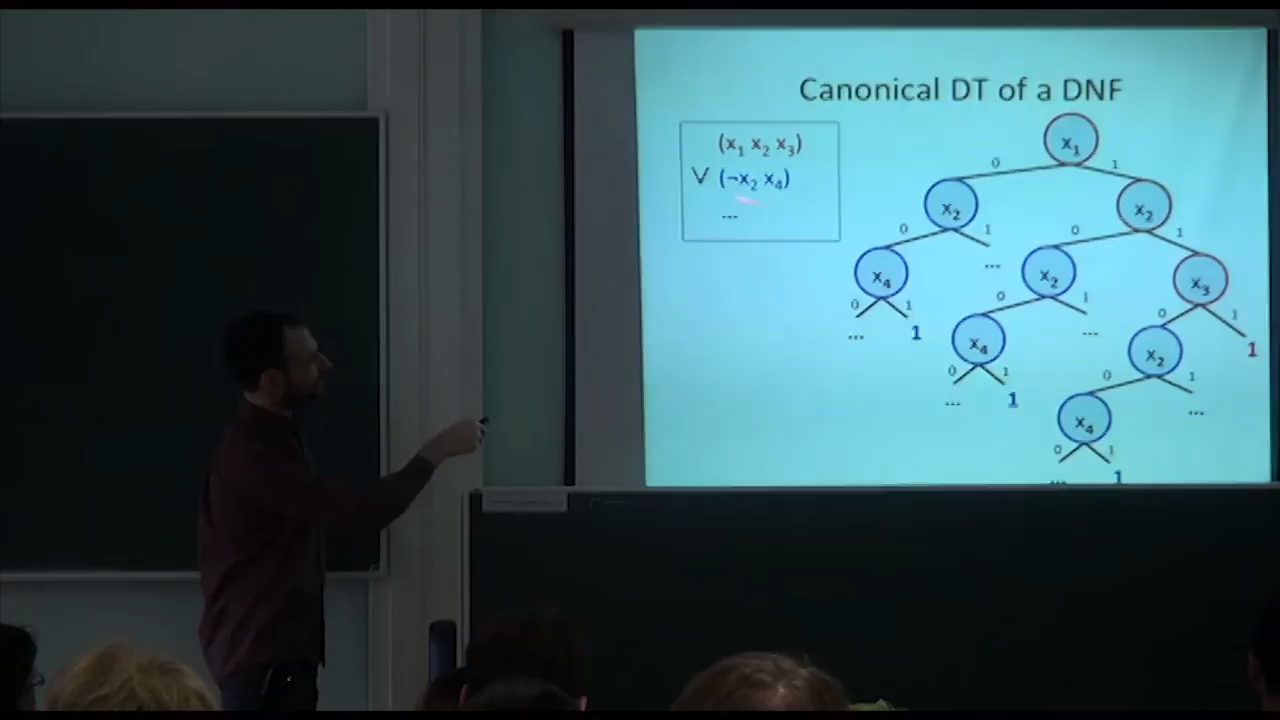 Canonical DT of a DNF
(x₁ x₂ x₃)
∨ (¬x₂ x₄)
...
x₁
0 1
x₂ x₂
0 1 0 1
x₄ ... x₂ x₃
0 1 0 1 0 1
... 1 x₄ ... x₂ 1
0 1 0 1
... 1 x₄ ...
0 1
... 1